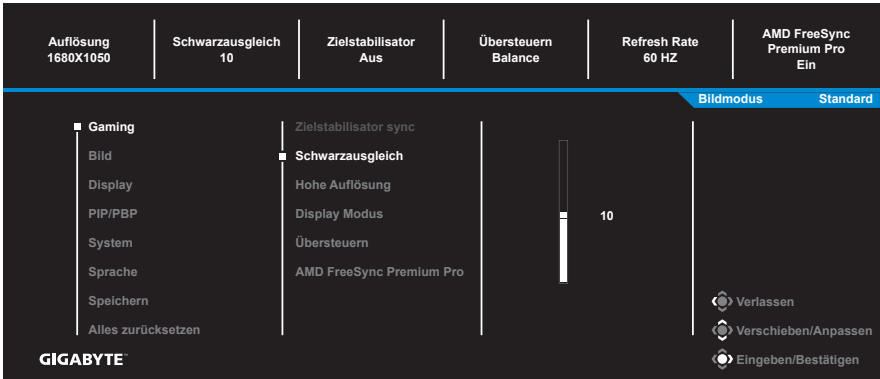 Auflösung
1680X1050
Schwarzausgleich
10
Zielstabilisator
Aus
Übersteuern
Balance
Refresh Rate
60 HZ
AMD FreeSync
Premium Pro
Ein
Bildmodus Standard
Gaming
Bild
Display
PIP/PBP
System
Sprache
Speichern
Alles zurücksetzen
Zielstabilisator sync
Schwarzausgleich
Hohe Auflösung
Display Modus
Übersteuern
AMD FreeSync Premium Pro
10
Verlassen
Verschieben/Anpassen
Eingeben/Bestätigen
GIGABYTE™